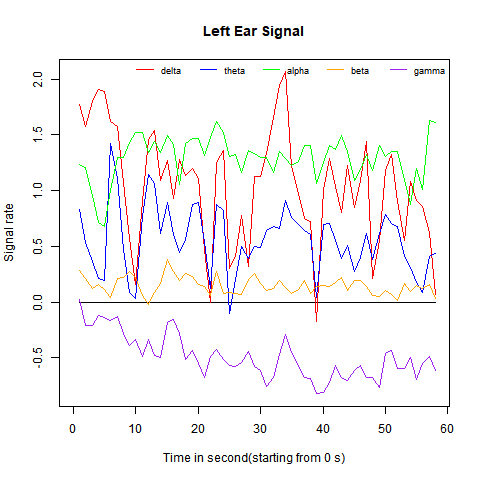 Left Ear Signal
delta theta alpha beta gamma
Signal rate
2.0
1.5
1.0
0.5
0.0
-0.5
0 10 20 30 40 50 60
Time in second(starting from 0 s)